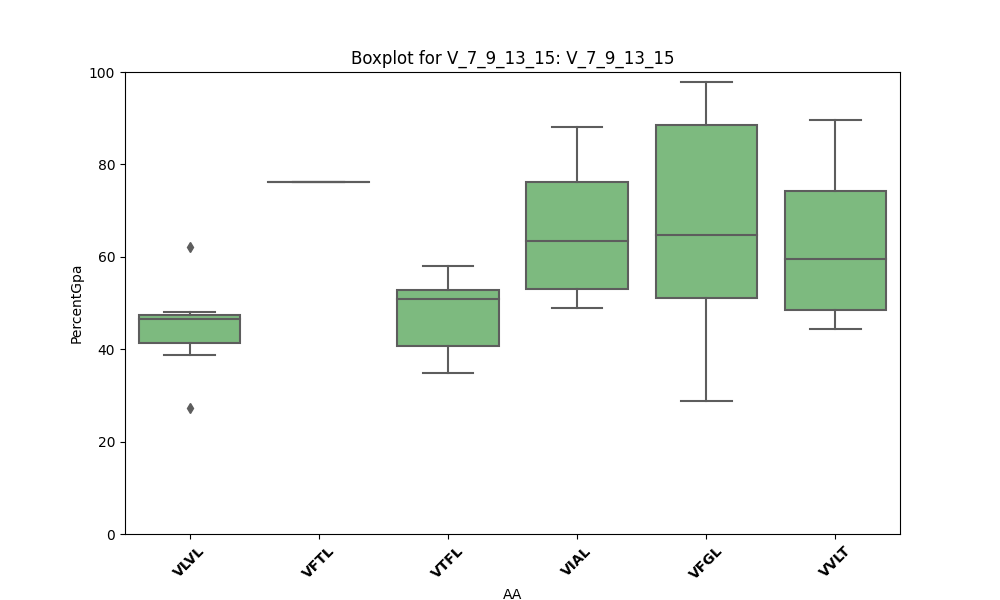 Boxplot for V_7_9_13_15: V_7_9_13_15
100
80
60
40
20
0
PercentGpa
VLVL
VFTL
VTFL
VIAL
VFGL
VVLT
AA